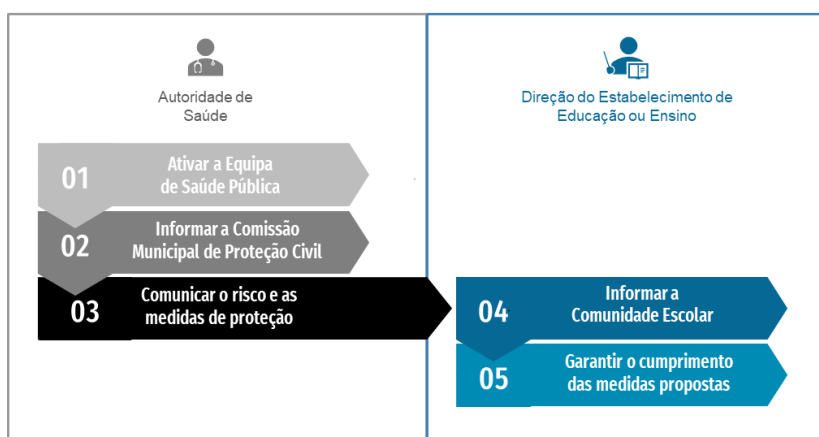 Autoridade de
Saúde
01
Ativar a Equipa
de Saúde Pública
02
Informar a Comissão
Municipal de Proteção Civil
03
Comunicar o risco e as
medidas de proteção
Direção do Estabelecimento de
Educação ou Ensino
04
Informar a
Comunidade Escolar
05
Garantir o cumprimento
das medidas propostas